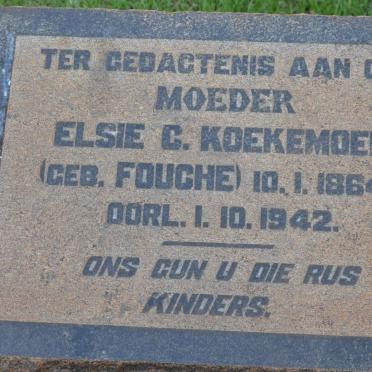 TER GEDACTENIS AAN O
MOEDER
ELSIE C. KOEKEMOE
(GEB. FOUCHE) 10.1.1864
OORL. 1.10.1942.
ONS GUN U DIE RUS
KINDERS.